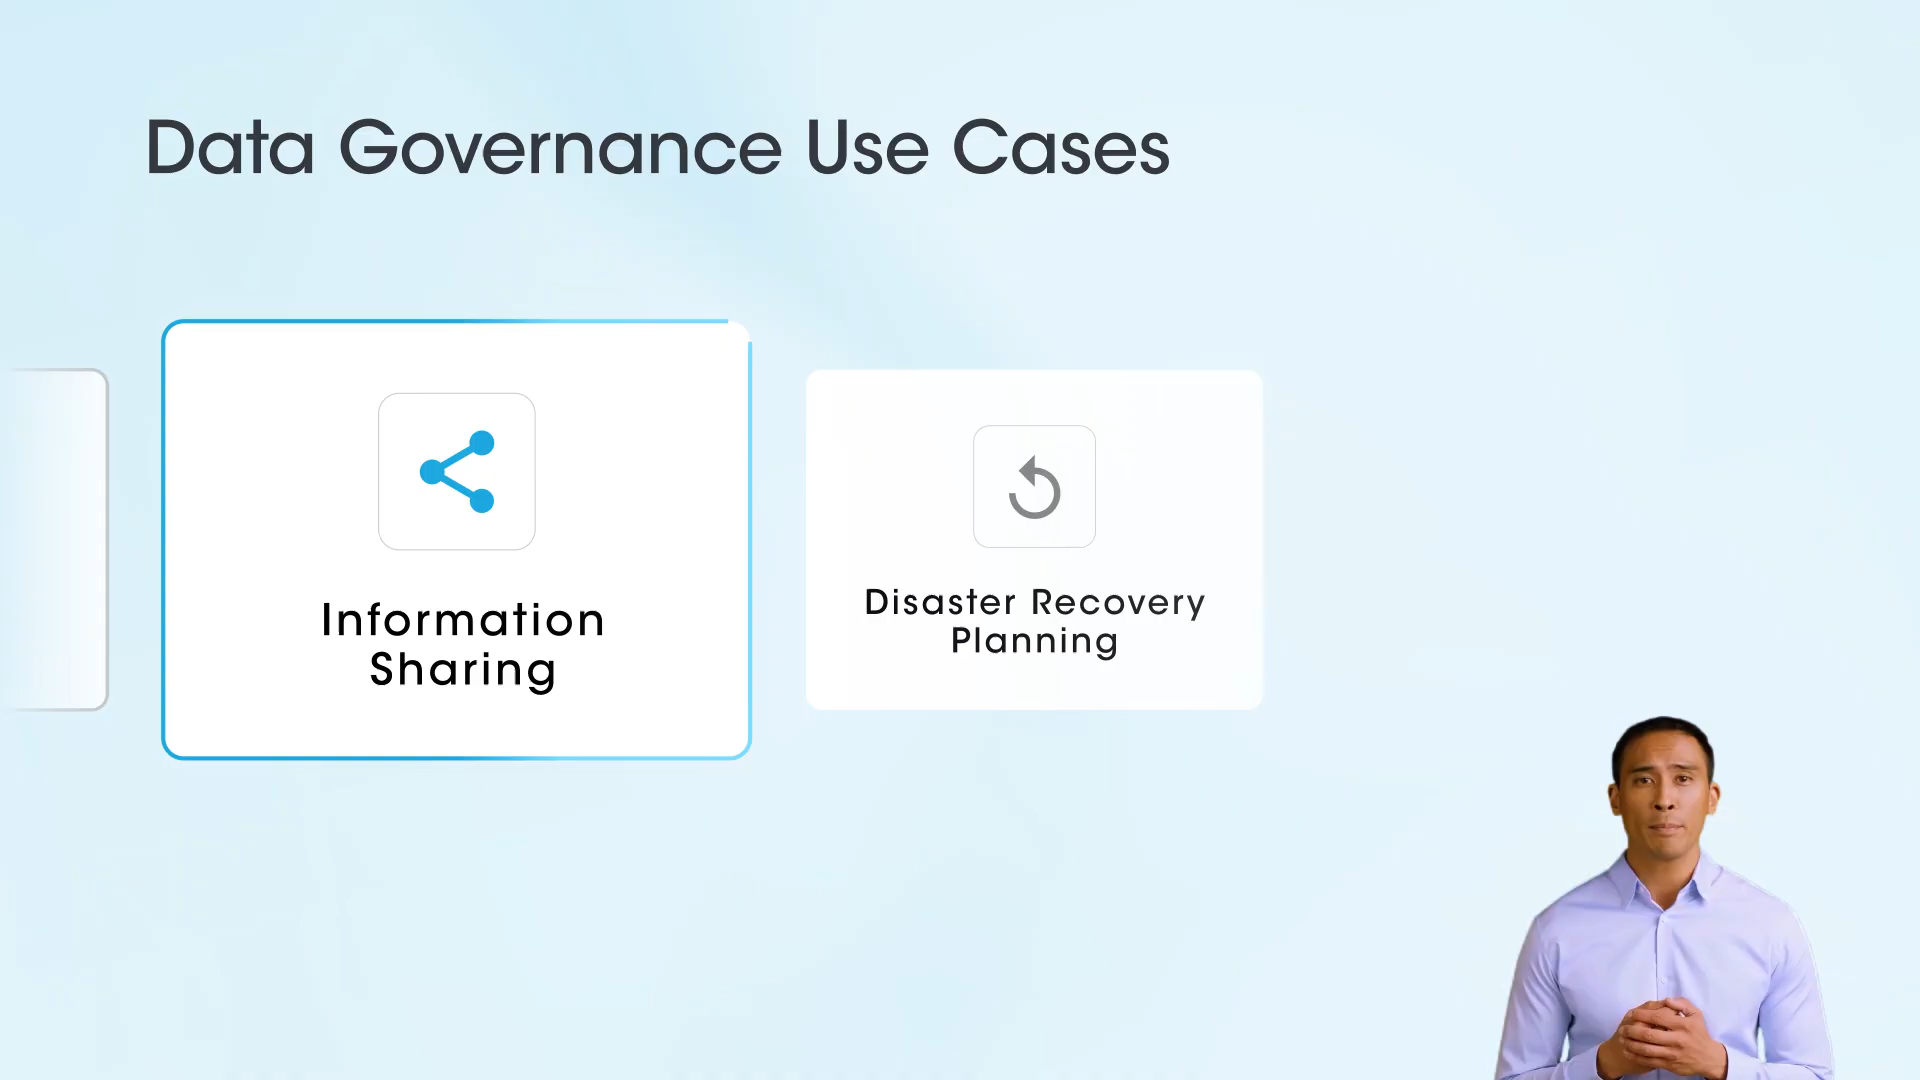 Data Governance Use Cases
Information
Sharing
Disaster Recovery
Planning